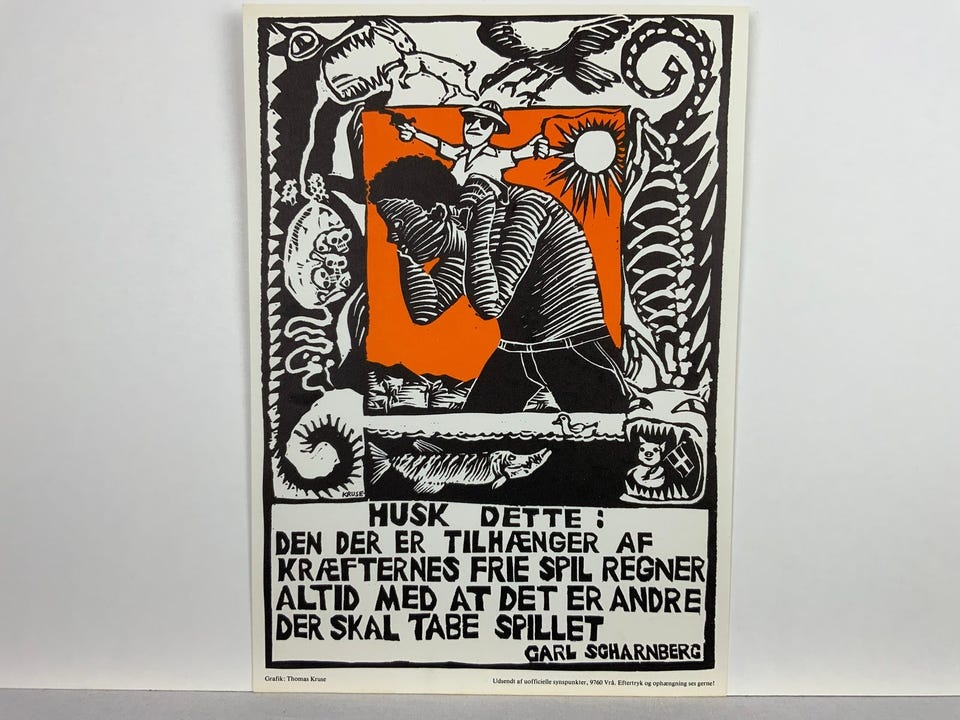 KRUSE
HUSK DETTE:
DEN DER ER TILHÆNGER AF
KRÆFTERNES FRIE SPIL REGNER
ALTID MED AT DET ER ANDRE
DER SKAL TABE SPILLET
CARL SCHARNBERG
Grafik: Thomas Kruse
Udsendt af uofficielle synspunkter, 9760 Vrå. Eftertryk og ophængning ses gerne!